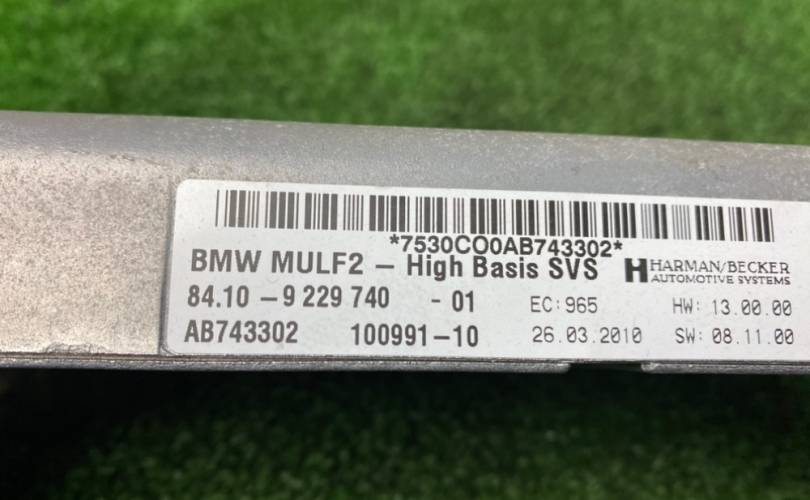 *7530CO0AB743302*
BMW MULF2 – High Basis SVS
HARMAN/BECKER
AUTOMOTIVE SYSTEMS
84.10 – 9 229 740 - 01 EC: 965 HW: 13.00.00
AB743302 100991–10 26.03.2010 SW: 08.11.00